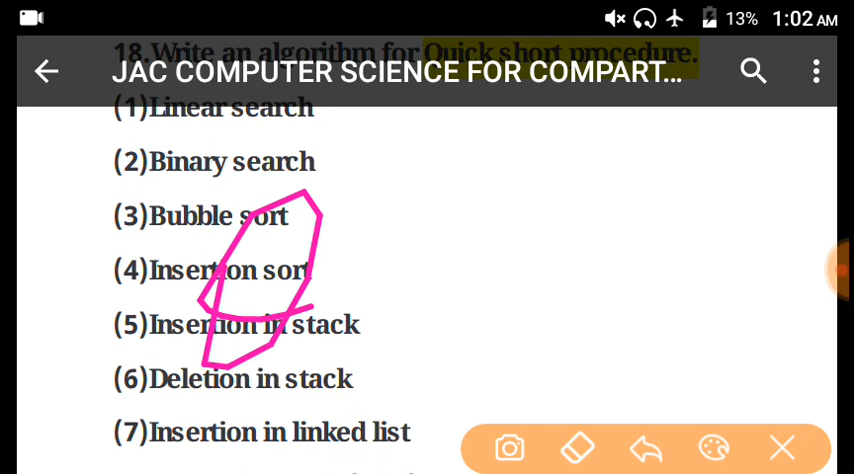 13% 1:02 AM
18.Write an algorithm for Quick short procedure.
JAC COMPUTER SCIENCE FOR COMPART...
(1)Linear search
(2)Binary search
(3)Bubble sort
(4)Insertion sort
(5)Insertion in stack
(6)Deletion in stack
(7)Insertion in linked list